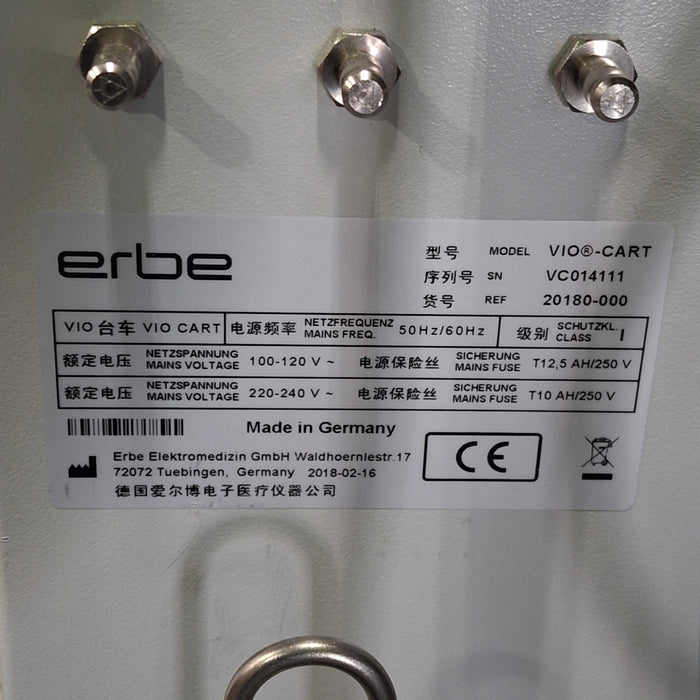 erbe
型号 MODEL VIO®-CART
序列号 SN VC014111
货号 REF 20180-000
VIO 台车 VIO CART 电源频率 NETZFREQUENZ MAINS FREQ. 50Hz/60Hz 级别 SCHUTZKL. CLASS I
额定电压 NETZSPANNUNG MAINS VOLTAGE 100-120 V ~ 电源保险丝 SICHERUNG MAINS FUSE T12,5 AH/250 V
额定电压 NETZSPANNUNG MAINS VOLTAGE 220-240 V ~ 电源保险丝 SICHERUNG MAINS FUSE T10 AH/250 V
Made in Germany
Erbe Elektromedizin GmbH Waldhoernlestr.17
72072 Tuebingen, Germany 2018-02-16
德国爱尔博电子医疗仪器公司
CE